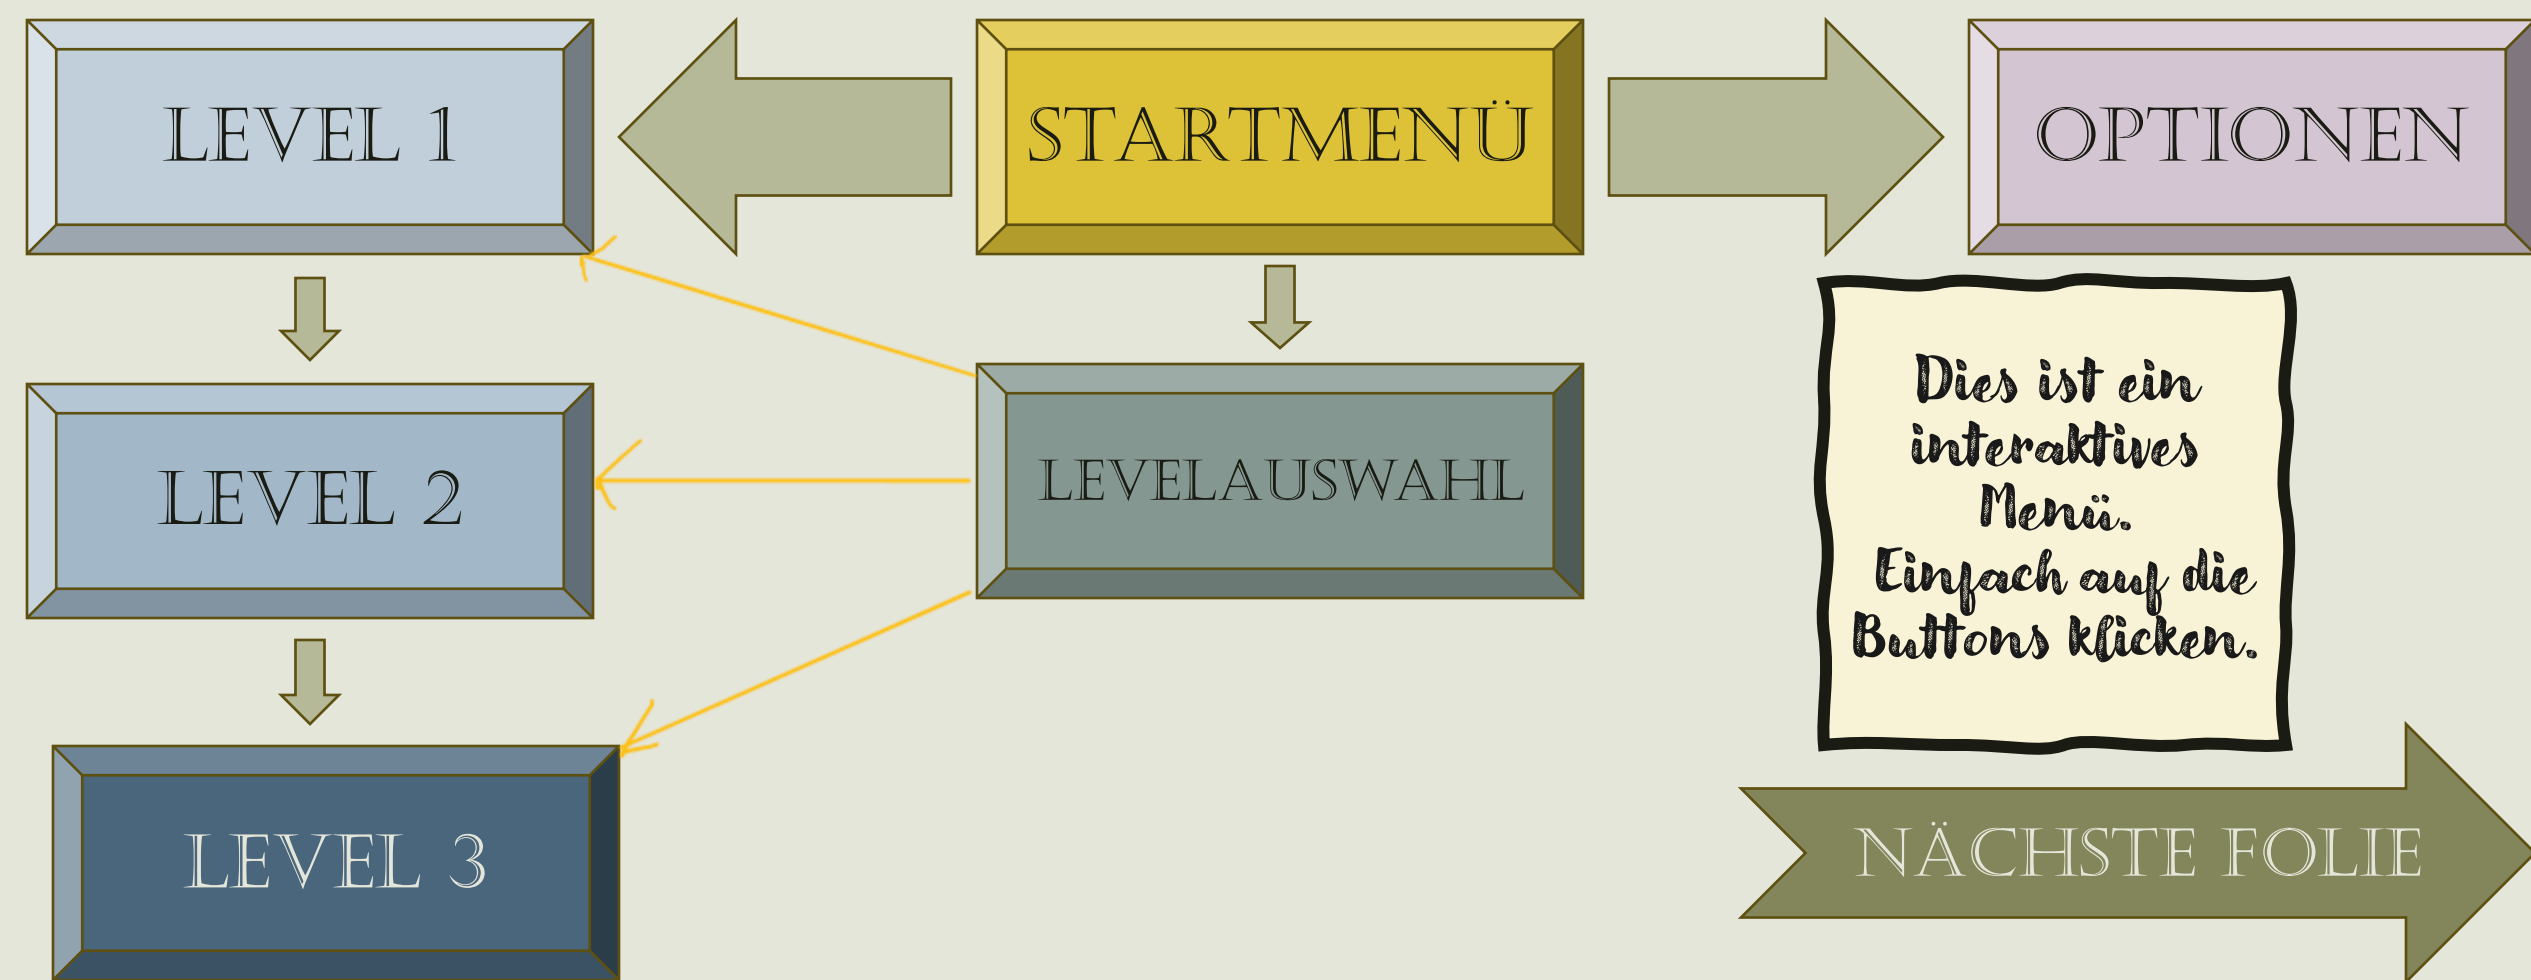 LEVEL 1
STARTMENÜ
OPTIONEN
LEVEL 2
LEVELAUSWAHL
Dies ist ein
interaktives
Menü.
Einfach auf die
Buttons klicken.
LEVEL 3
NÄCHSTE FOLIE